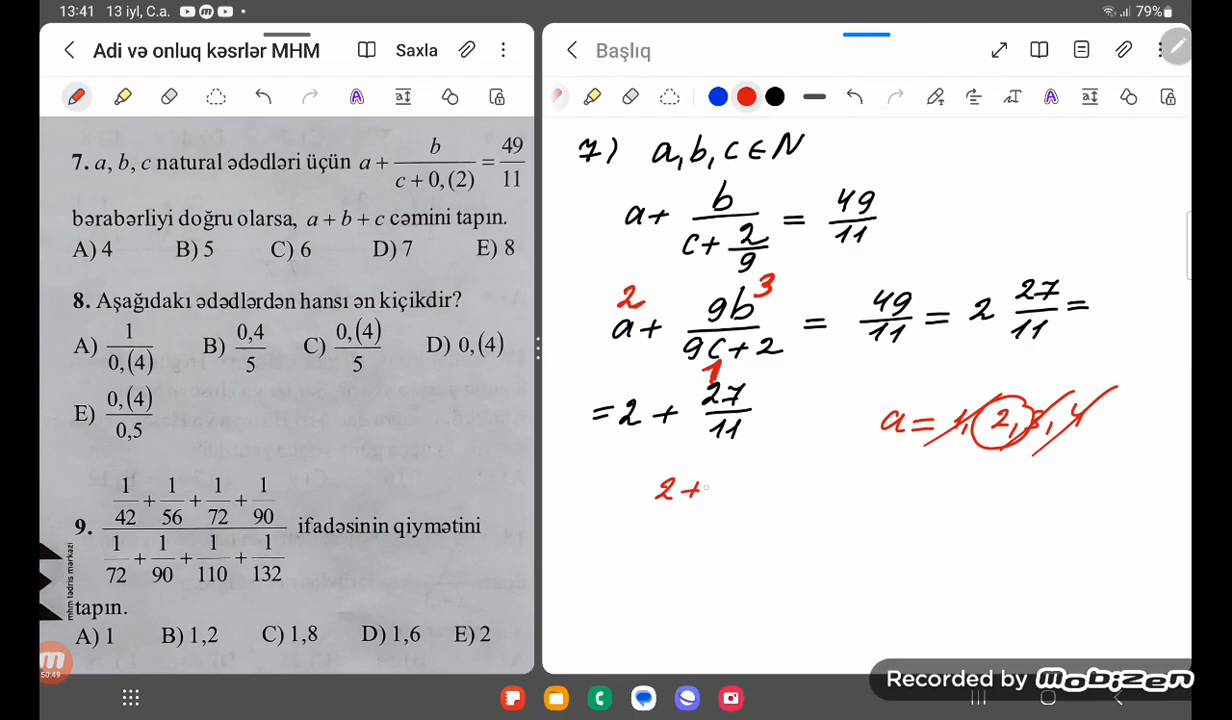 13:41 13 iyl, C.a. 79%
Adi və onluq kəsrlər MHM Saxla
7. a, b, c natural ədədləri üçün a + b / (c + 0,(2)) = 49/11
bərabərliyi doğru olarsa, a + b + c cəmini tapın.
A) 4 B) 5 C) 6 D) 7 E) 8
8. Aşağıdakı ədədlərdən hansı ən kiçikdir?
A) 1/0,(4) B) 0,4/5 C) 0,(4)/5 D) 0,(4)
E) 0,(4)/0,5
9. (1/42 + 1/56 + 1/72 + 1/90) / (1/72 + 1/90 + 1/110 + 1/132) ifadəsinin qiymətini
tapın.
A) 1 B) 1,2 C) 1,8 D) 1,6 E) 2
mhm tədris mərkəzi
50:49
Başlıq
7) a, b, c ∈ N
a + b / (c + 2/9) = 49/11
2 3
a + 9b / (9c + 2) = 49/11 = 2 27/11 =
1
= 2 + 27/11 a = 1, 2, 3, 4
2 +
Recorded by mobizen